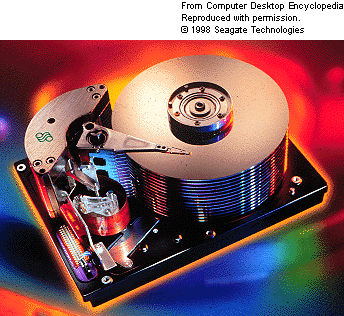 From Computer Desktop Encyclopedia
Reproduced with permission.
© 1998 Seagate Technologies